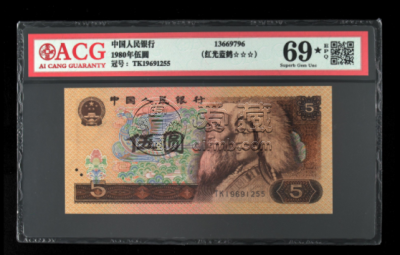 ACG
AI CANG GUARANTY
中国人民银行
1980年伍圆
冠号：TK19691255
13669796
(红光蓝鹤☆☆☆)
69★
EPQ
Superb Gem Unc
中国人民银行
5
伍圆
5
TK19691255
5